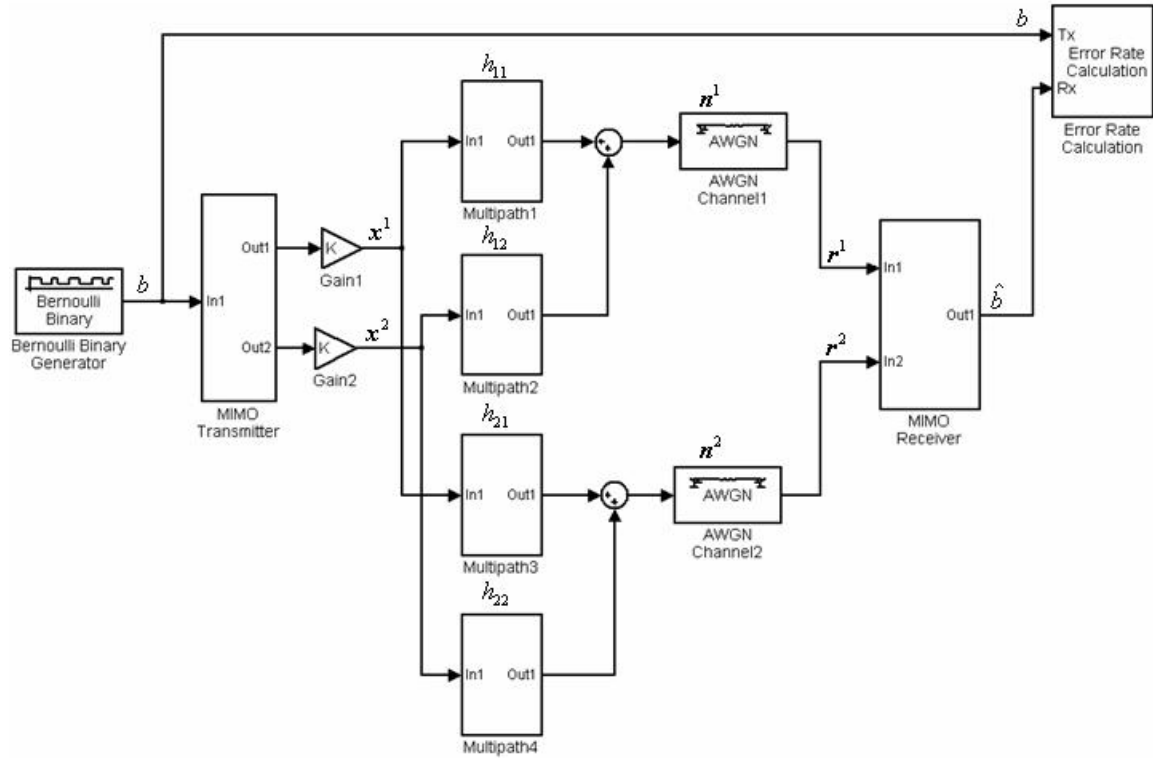 b
Tx
Error Rate
Calculation
Rx
Error Rate
Calculation
h₁₁
In1
Out1
Multipath1
n¹
AWGN
AWGN
Channel1
h₁₂
In1
Out1
Multipath2
Bernoulli
Binary
Bernoulli Binary
Generator
b
In1
Out1
Out2
MIMO
Transmitter
K
Gain1
x¹
K
Gain2
x²
r¹
r²
In1
In2
Out1
MIMO
Receiver
b̂
h₂₁
In1
Out1
Multipath3
n²
AWGN
AWGN
Channel2
h₂₂
In1
Out1
Multipath4